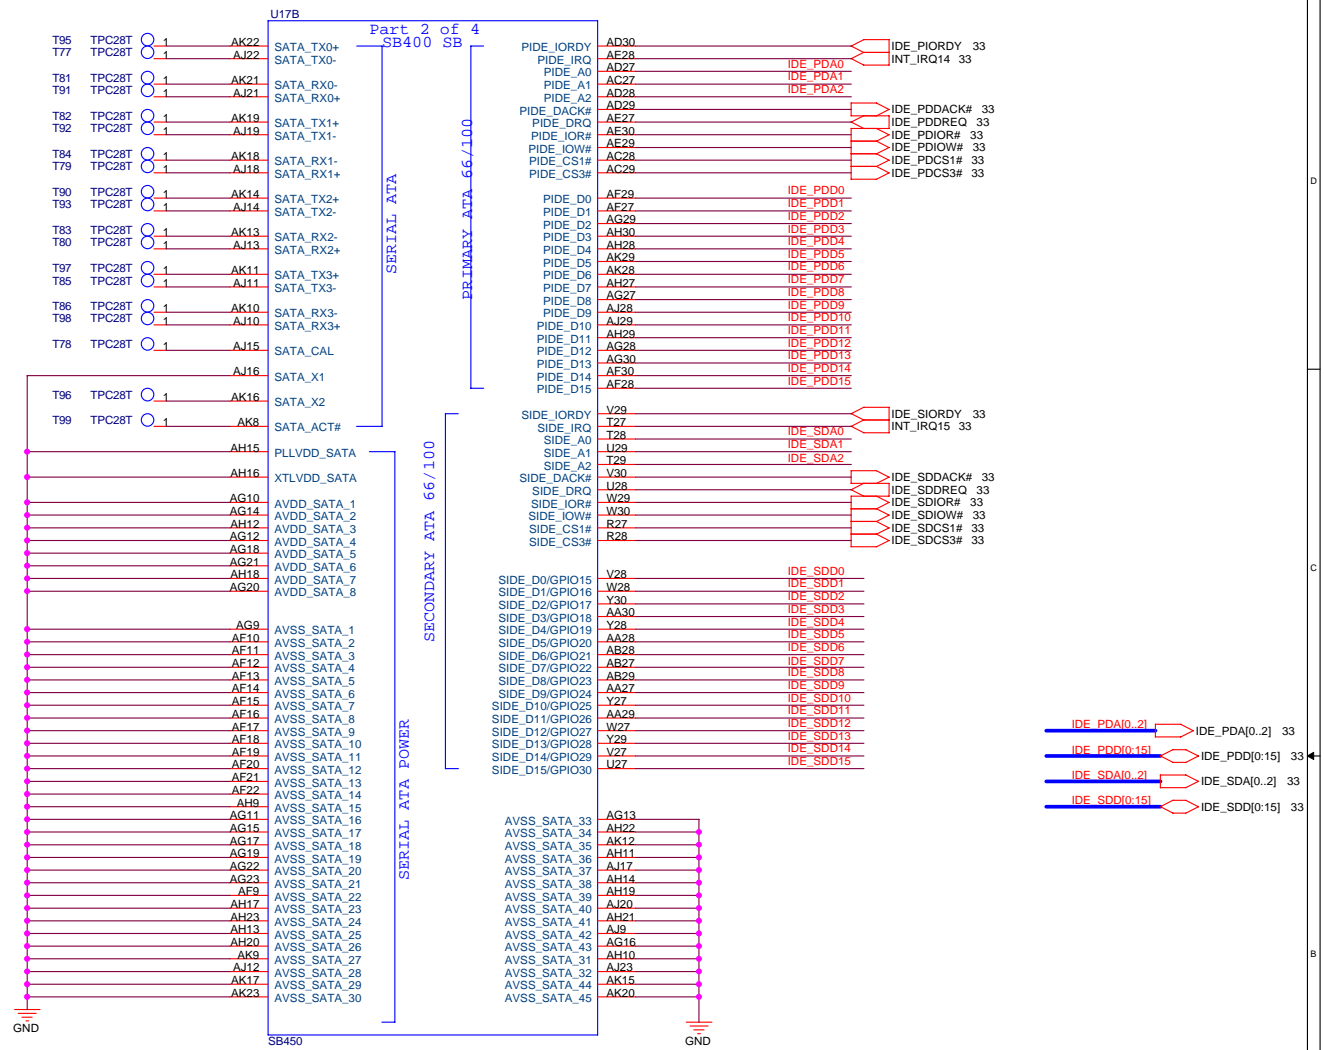 U17B
Part 2 of 4
SB400 SB
SERIAL ATA
PRIMARY ATA 66/100
SECONDARY ATA 66/100
SERIAL ATA POWER
T95 TPC28T 1 AK22 SATA_TX0+
T77 TPC28T 1 AJ22 SATA_TX0-
T81 TPC28T 1 AK21 SATA_RX0-
T91 TPC28T 1 AJ21 SATA_RX0+
T82 TPC28T 1 AK19 SATA_TX1+
T92 TPC28T 1 AJ19 SATA_TX1-
T84 TPC28T 1 AK18 SATA_RX1-
T79 TPC28T 1 AJ18 SATA_RX1+
T90 TPC28T 1 AK14 SATA_TX2+
T93 TPC28T 1 AJ14 SATA_TX2-
T83 TPC28T 1 AK13 SATA_RX2-
T80 TPC28T 1 AJ13 SATA_RX2+
T97 TPC28T 1 AK11 SATA_TX3+
T85 TPC28T 1 AJ11 SATA_TX3-
T86 TPC28T 1 AK10 SATA_RX3-
T98 TPC28T 1 AJ10 SATA_RX3+
T78 TPC28T 1 AJ15 SATA_CAL
AJ16 SATA_X1
T96 TPC28T 1 AK16 SATA_X2
T99 TPC28T 1 AK8 SATA_ACT#
AH15 PLLVDD_SATA
AH16 XTLVDD_SATA
AG10 AVDD_SATA_1
AG14 AVDD_SATA_2
AH12 AVDD_SATA_3
AG12 AVDD_SATA_4
AG18 AVDD_SATA_5
AG21 AVDD_SATA_6
AH18 AVDD_SATA_7
AG20 AVDD_SATA_8
AG9 AVSS_SATA_1
AF10 AVSS_SATA_2
AF11 AVSS_SATA_3
AF12 AVSS_SATA_4
AF13 AVSS_SATA_5
AF14 AVSS_SATA_6
AF15 AVSS_SATA_7
AF16 AVSS_SATA_8
AF17 AVSS_SATA_9
AF18 AVSS_SATA_10
AF19 AVSS_SATA_11
AF20 AVSS_SATA_12
AF21 AVSS_SATA_13
AF22 AVSS_SATA_14
AH9 AVSS_SATA_15
AG11 AVSS_SATA_16
AG15 AVSS_SATA_17
AG17 AVSS_SATA_18
AG19 AVSS_SATA_19
AG22 AVSS_SATA_20
AG23 AVSS_SATA_21
AF9 AVSS_SATA_22
AH17 AVSS_SATA_23
AH23 AVSS_SATA_24
AH13 AVSS_SATA_25
AH20 AVSS_SATA_26
AK9 AVSS_SATA_27
AJ12 AVSS_SATA_28
AK17 AVSS_SATA_29
AK23 AVSS_SATA_30
GND
SB450
PIDE_IORDY AD30 IDE_PIORDY 33
PIDE_IRQ AE28 INT_IRQ14 33
PIDE_A0 AD27 IDE_PDA0
PIDE_A1 AC27 IDE_PDA1
PIDE_A2 AD28 IDE_PDA2
PIDE_DACK# AD29 IDE_PDDACK# 33
PIDE_DRQ AE27 IDE_PDDREQ 33
PIDE_IOR# AE30 IDE_PDIOR# 33
PIDE_IOW# AE29 IDE_PDIOW# 33
PIDE_CS1# AC28 IDE_PDCS1# 33
PIDE_CS3# AC29 IDE_PDCS3# 33
PIDE_D0 AF29 IDE_PDD0
PIDE_D1 AF27 IDE_PDD1
PIDE_D2 AG29 IDE_PDD2
PIDE_D3 AH30 IDE_PDD3
PIDE_D4 AH28 IDE_PDD4
PIDE_D5 AK29 IDE_PDD5
PIDE_D6 AK28 IDE_PDD6
PIDE_D7 AH27 IDE_PDD7
PIDE_D8 AG27 IDE_PDD8
PIDE_D9 AJ28 IDE_PDD9
PIDE_D10 AJ29 IDE_PDD10
PIDE_D11 AH29 IDE_PDD11
PIDE_D12 AG28 IDE_PDD12
PIDE_D13 AG30 IDE_PDD13
PIDE_D14 AF30 IDE_PDD14
PIDE_D15 AF28 IDE_PDD15
SIDE_IORDY V29 IDE_SIORDY 33
SIDE_IRQ T27 INT_IRQ15 33
SIDE_A0 T28 IDE_SDA0
SIDE_A1 U29 IDE_SDA1
SIDE_A2 T29 IDE_SDA2
SIDE_DACK# V30 IDE_SDDACK# 33
SIDE_DRQ U28 IDE_SDDREQ 33
SIDE_IOR# W29 IDE_SDIOR# 33
SIDE_IOW# W30 IDE_SDIOW# 33
SIDE_CS1# R27 IDE_SDCS1# 33
SIDE_CS3# R28 IDE_SDCS3# 33
SIDE_D0/GPIO15 V28 IDE_SDD0
SIDE_D1/GPIO16 W28 IDE_SDD1
SIDE_D2/GPIO17 Y30 IDE_SDD2
SIDE_D3/GPIO18 AA30 IDE_SDD3
SIDE_D4/GPIO19 Y28 IDE_SDD4
SIDE_D5/GPIO20 AA28 IDE_SDD5
SIDE_D6/GPIO21 AB28 IDE_SDD6
SIDE_D7/GPIO22 AB27 IDE_SDD7
SIDE_D8/GPIO23 AB29 IDE_SDD8
SIDE_D9/GPIO24 AA27 IDE_SDD9
SIDE_D10/GPIO25 Y27 IDE_SDD10
SIDE_D11/GPIO26 AA29 IDE_SDD11
SIDE_D12/GPIO27 W27 IDE_SDD12
SIDE_D13/GPIO28 Y29 IDE_SDD13
SIDE_D14/GPIO29 V27 IDE_SDD14
SIDE_D15/GPIO30 U27 IDE_SDD15
AVSS_SATA_33 AG13
AVSS_SATA_34 AH22
AVSS_SATA_35 AK12
AVSS_SATA_36 AH11
AVSS_SATA_37 AJ17
AVSS_SATA_38 AH14
AVSS_SATA_39 AH19
AVSS_SATA_40 AJ20
AVSS_SATA_41 AH21
AVSS_SATA_42 AJ9
AVSS_SATA_43 AG16
AVSS_SATA_31 AH10
AVSS_SATA_32 AJ23
AVSS_SATA_44 AK15
AVSS_SATA_45 AK20
GND
IDE_PDA[0..2] IDE_PDA[0..2] 33
IDE_PDD[0:15] IDE_PDD[0:15] 33
IDE_SDA[0..2] IDE_SDA[0..2] 33
IDE_SDD[0:15] IDE_SDD[0:15] 33
D
C
B